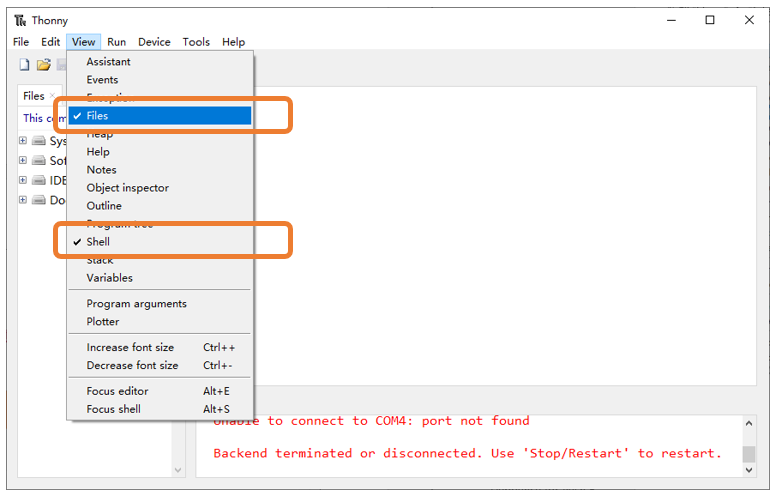 Thonny
File Edit View Run Device Tools Help
Assistant
Events
Exception
Files
Files
This com
Heap
Sys
Help
Sof
Notes
IDE
Object inspector
Do
Outline
Program tree
Shell
Stack
Variables
Program arguments
Plotter
Increase font size Ctrl++
Decrease font size Ctrl+-
Focus editor Alt+E
Focus shell Alt+S
Unable to connect to COM4: port not found
Backend terminated or disconnected. Use 'Stop/Restart' to restart.